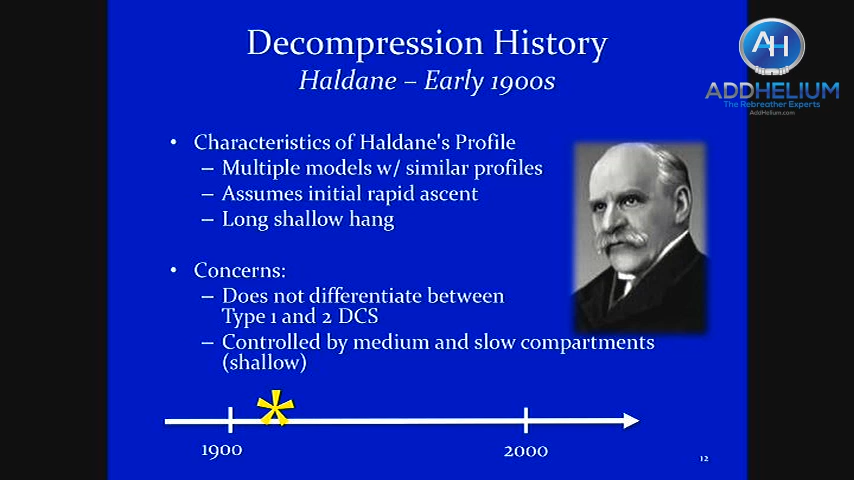 Decompression History
Haldane – Early 1900s
AH
ADDHELIUM
The Rebreather Experts
AddHelium.com
• Characteristics of Haldane's Profile
– Multiple models w/ similar profiles
– Assumes initial rapid ascent
– Long shallow hang
• Concerns:
– Does not differentiate between
Type 1 and 2 DCS
– Controlled by medium and slow compartments
(shallow)
*
1900
2000
12